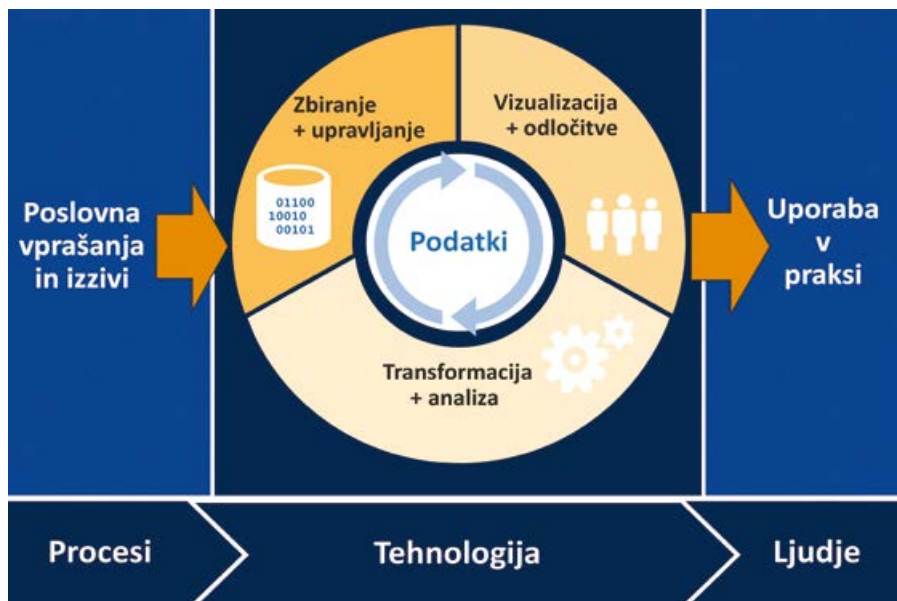 Zbiranje
+ upravljanje
01100
10010
00101
Vizualizacija
+ odločitve
Poslovna
vprašanja
in izzivi
Podatki
Uporaba
v
praksi
Transformacija
+ analiza
Procesi
Tehnologija
Ljudje